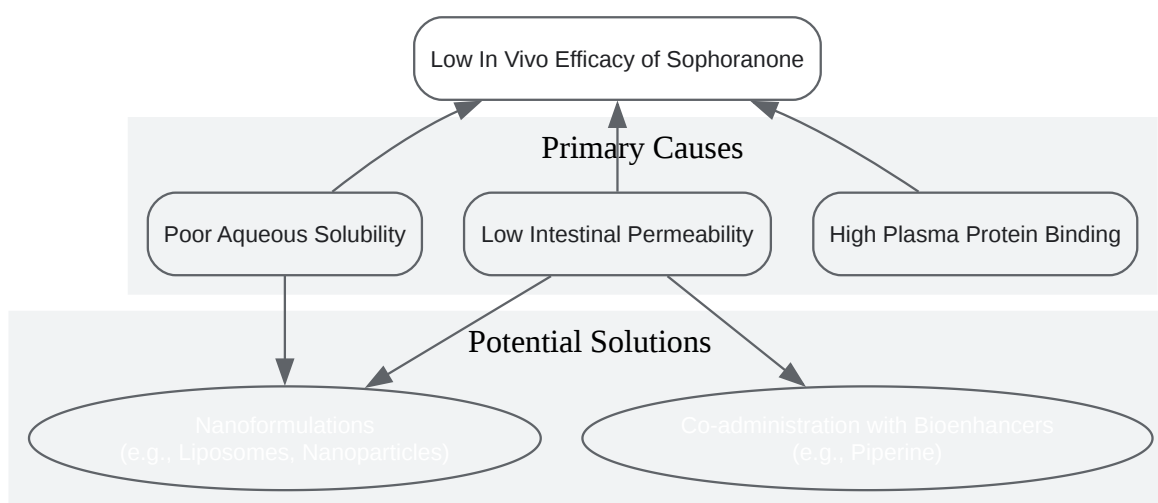 Low In Vivo Efficacy of Sophoranone
Primary Causes
Poor Aqueous Solubility
Low Intestinal Permeability
High Plasma Protein Binding
Potential Solutions
Nanoformulations
(e.g., Liposomes, Nanoparticles)
Co-administration with Bioenhancers
(e.g., Piperine)